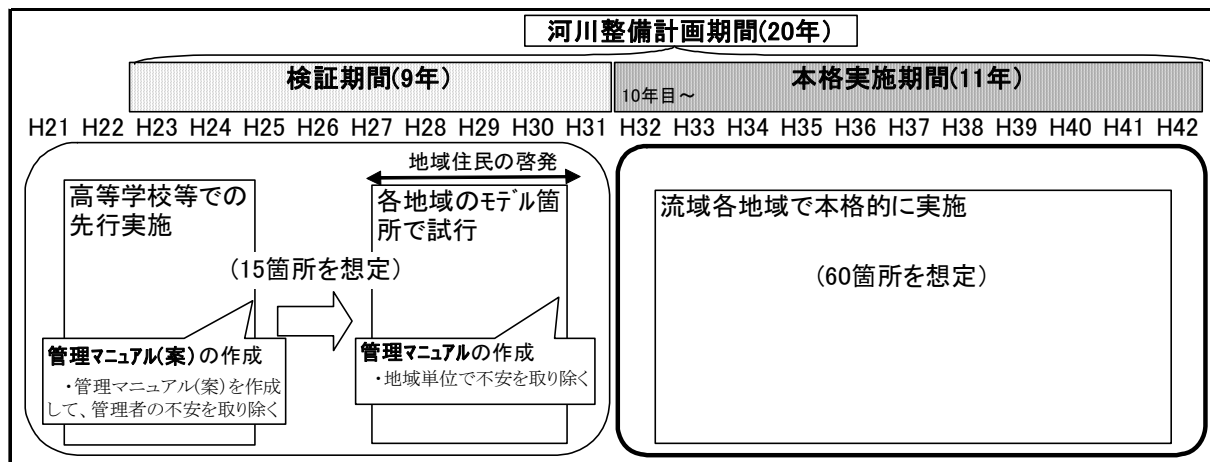 河川整備計画期間(20年)
検証期間(9年)
本格実施期間(11年)
10年目～
H21 H22 H23 H24 H25 H26 H27 H28 H29 H30 H31 H32 H33 H34 H35 H36 H37 H38 H39 H40 H41 H42
地域住民の啓発
高等学校等での
先行実施
各地域のﾓﾃﾞﾙ箇
所で試行
流域各地域で本格的に実施
(15箇所を想定)
(60箇所を想定)
管理ﾏﾆｭｱﾙ(案)の作成
・管理マニュアル(案)を作成
して、管理者の不安を取り除く
管理ﾏﾆｭｱﾙの作成
・地域単位で不安を取り除く